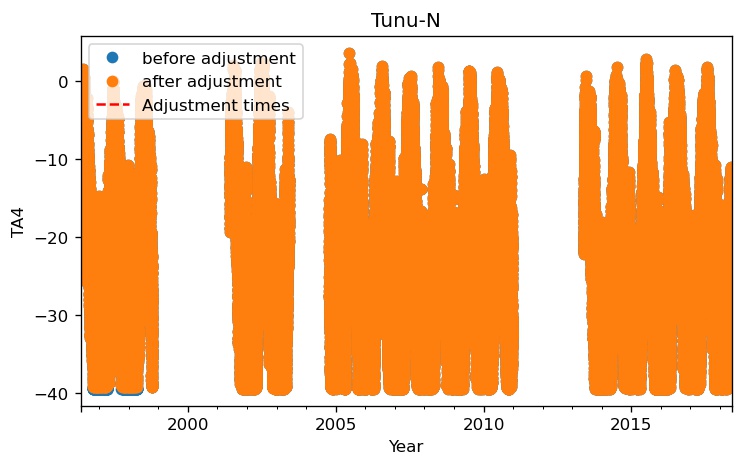 Tunu-N
before adjustment
after adjustment
Adjustment times
TA4
0
−10
−20
−30
−40
2000
2005
2010
2015
Year